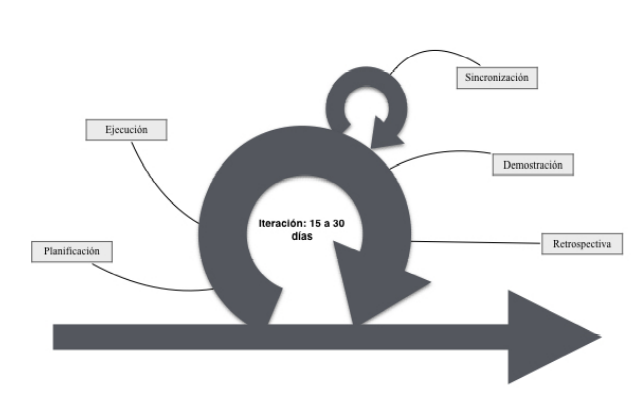 Sincronización
Ejecución
Demostración
Iteración: 15 a 30
días
Planificación
Retrospectiva